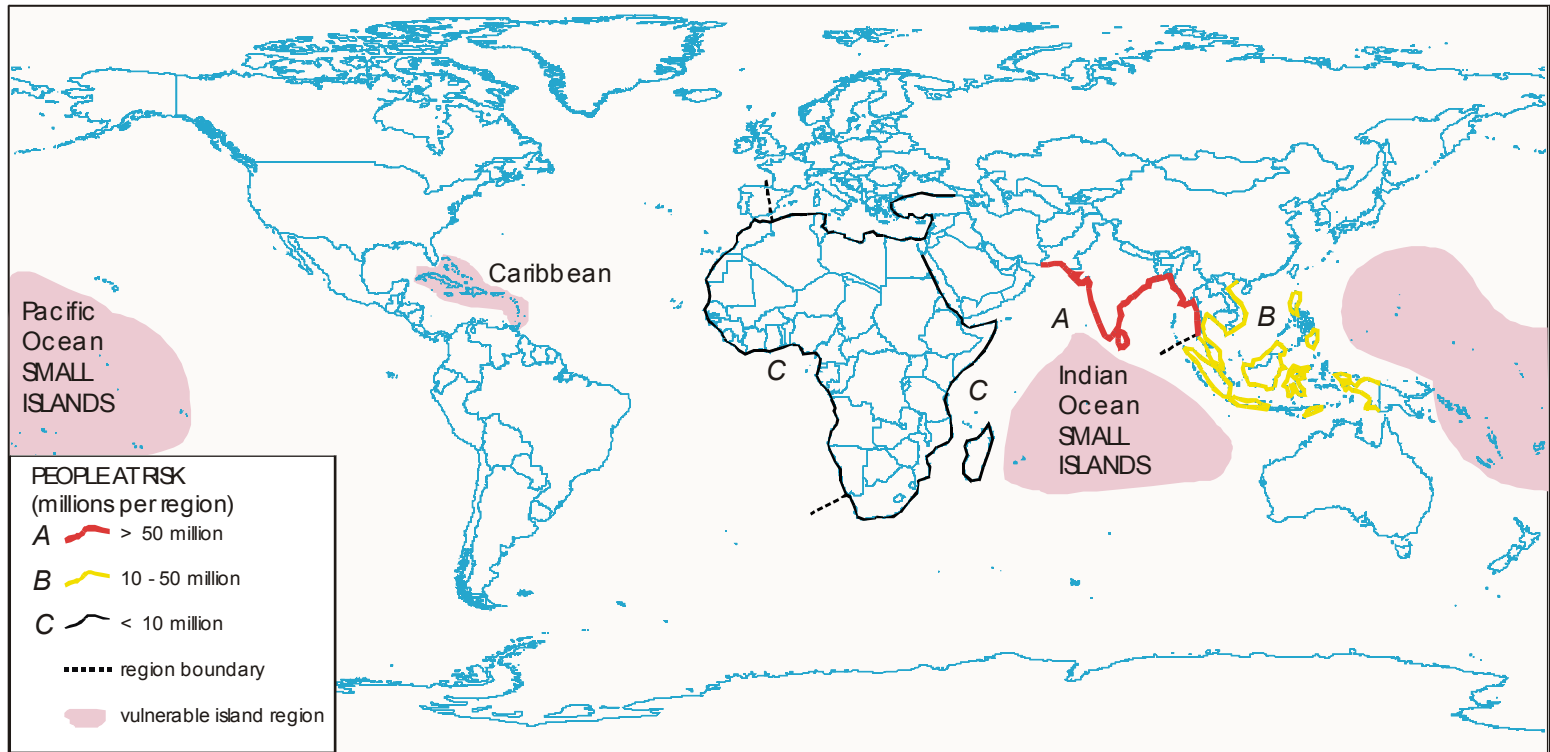 Caribbean
Pacific
Ocean
SMALL
ISLANDS
A
B
C
C
Indian
Ocean
SMALL
ISLANDS
PEOPLE AT RISK
(millions per region)
A > 50 million
B 10 - 50 million
C < 10 million
region boundary
vulnerable island region